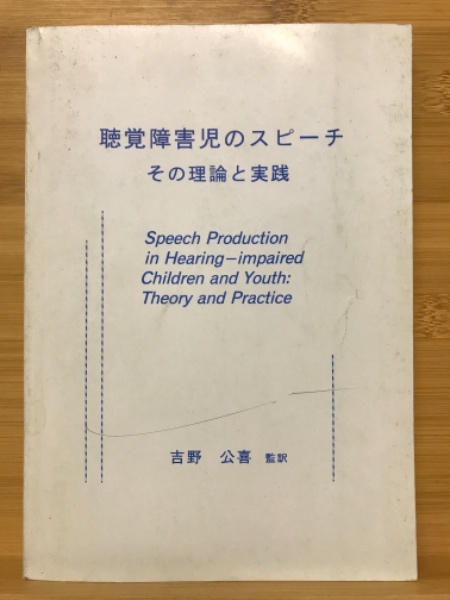 聴覚障害児のスピーチ
その理論と実践
Speech Production
in Hearing-impaired
Children and Youth:
Theory and Practice
吉野 公喜 監訳